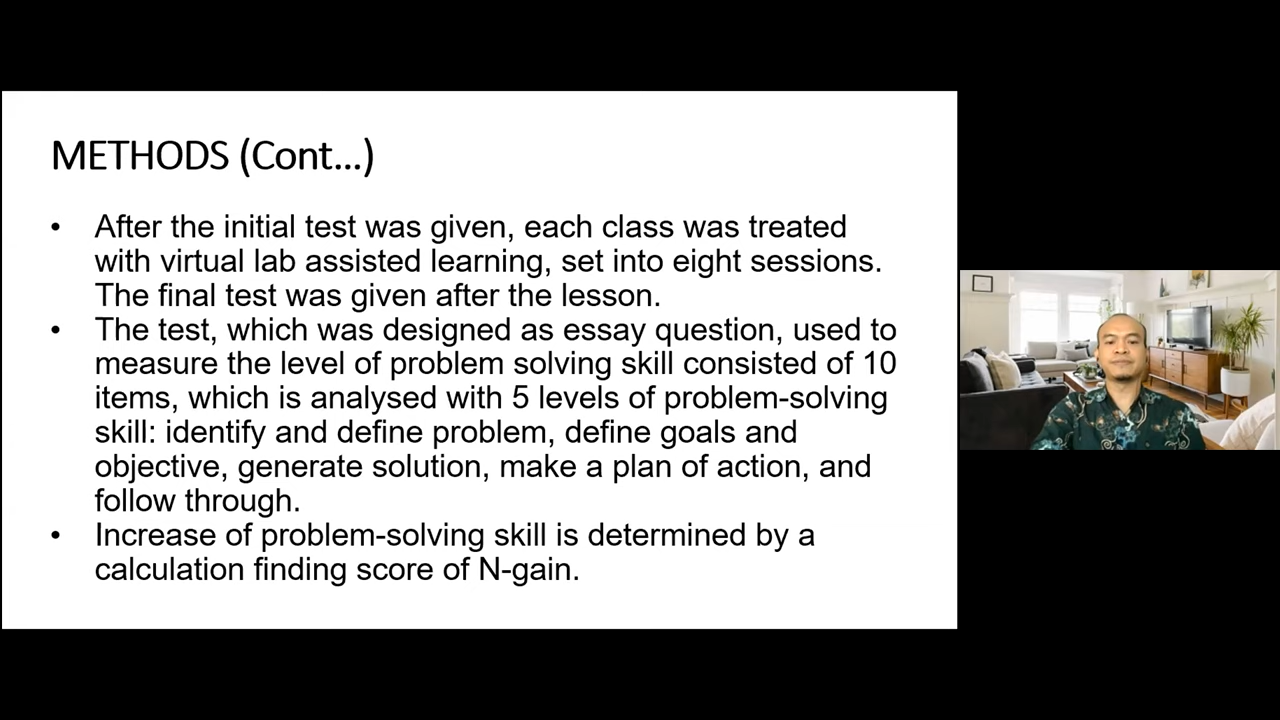 METHODS (Cont...)
• After the initial test was given, each class was treated
with virtual lab assisted learning, set into eight sessions.
The final test was given after the lesson.
• The test, which was designed as essay question, used to
measure the level of problem solving skill consisted of 10
items, which is analysed with 5 levels of problem-solving
skill: identify and define problem, define goals and
objective, generate solution, make a plan of action, and
follow through.
• Increase of problem-solving skill is determined by a
calculation finding score of N-gain.